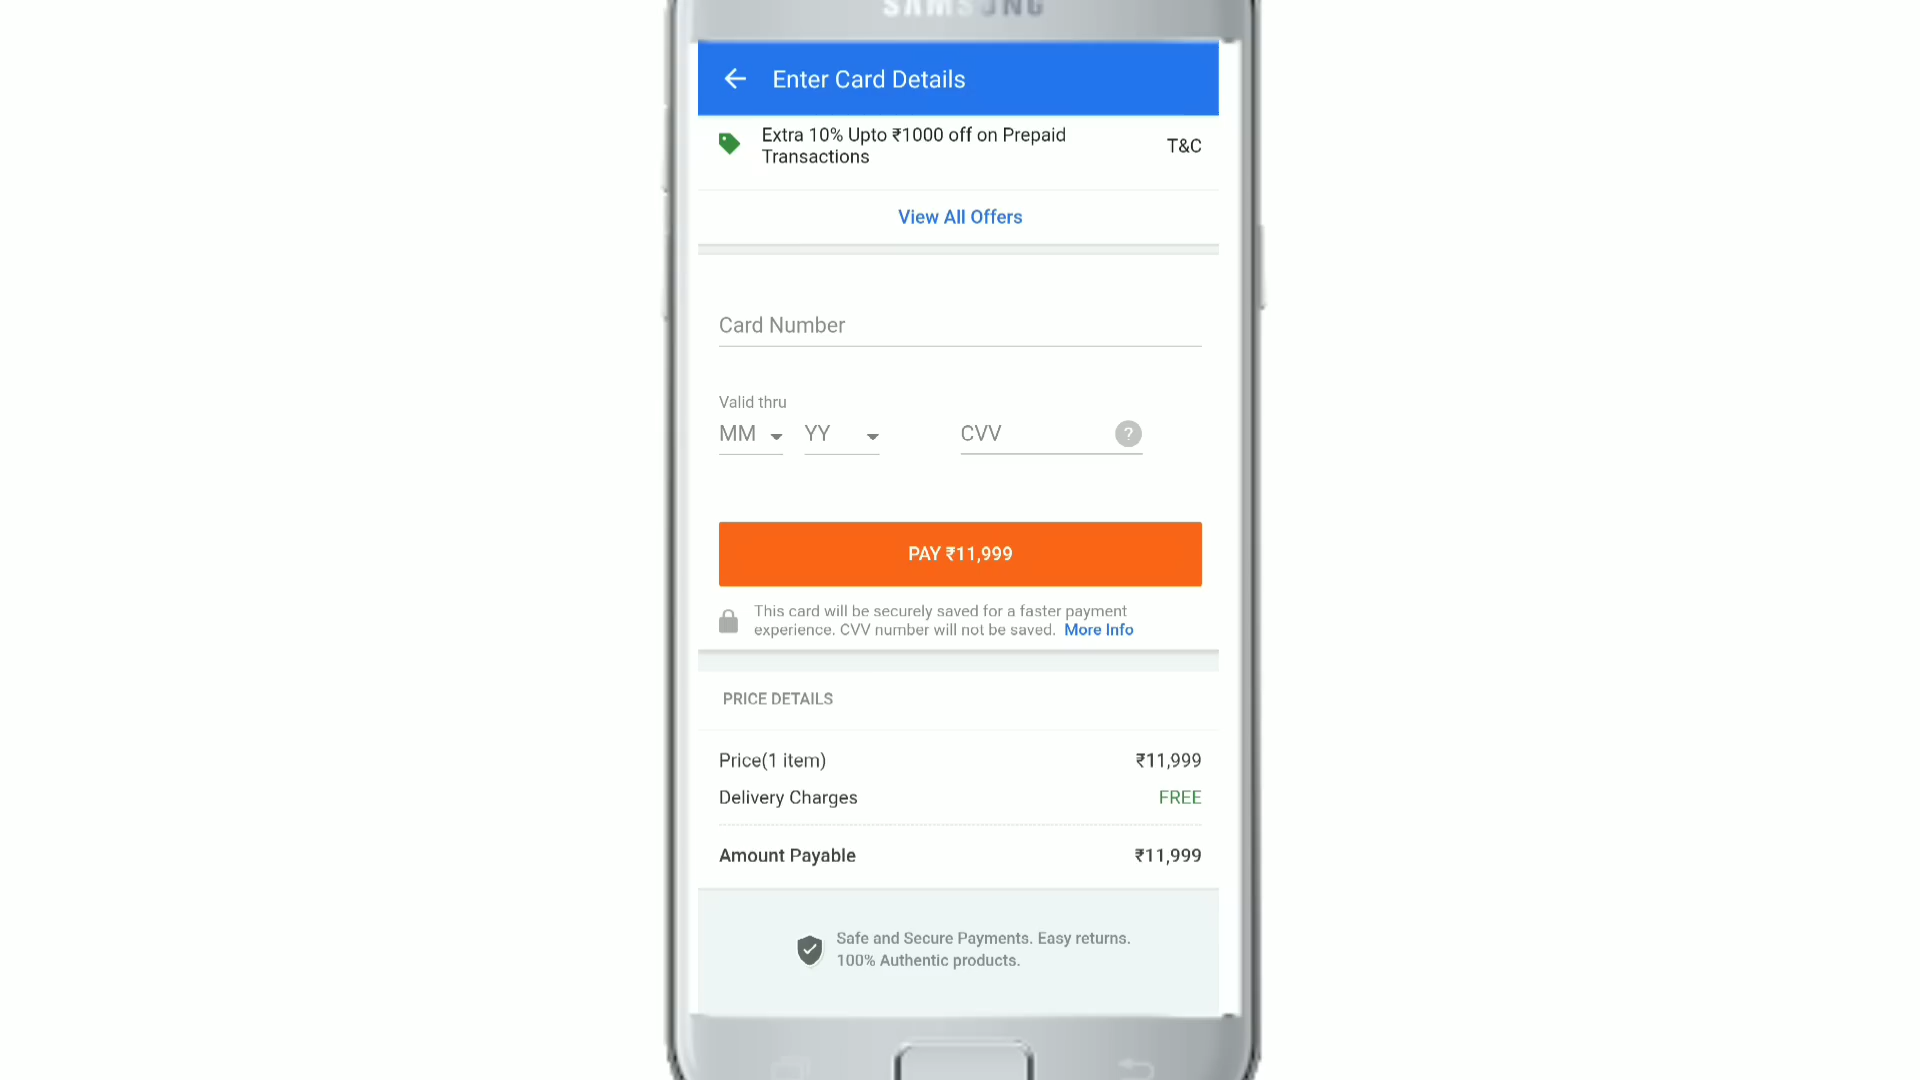 SAMSUNG
Enter Card Details
Extra 10% Upto ₹1000 off on Prepaid
Transactions
T&C
View All Offers
Card Number
Valid thru
MM YY CVV ?
PAY ₹11,999
This card will be securely saved for a faster payment
experience. CVV number will not be saved. More Info
PRICE DETAILS
Price(1 item) ₹11,999
Delivery Charges FREE
Amount Payable ₹11,999
Safe and Secure Payments. Easy returns.
100% Authentic products.